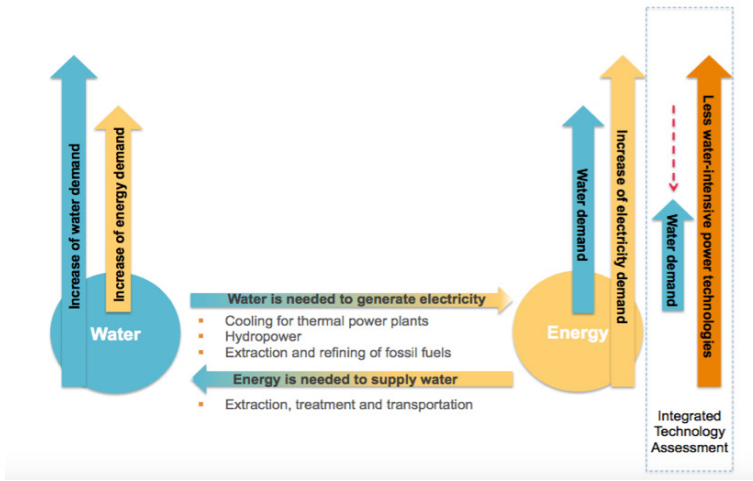 Increase of water demand
Increase of energy demand
Water
Water is needed to generate electricity
▪ Cooling for thermal power plants
▪ Hydropower
▪ Extraction and refining of fossil fuels
Energy is needed to supply water
▪ Extraction, treatment and transportation
Energy
Water demand
Increase of electricity demand
Water demand
Less water-intensive power technologies
Integrated
Technology
Assessment